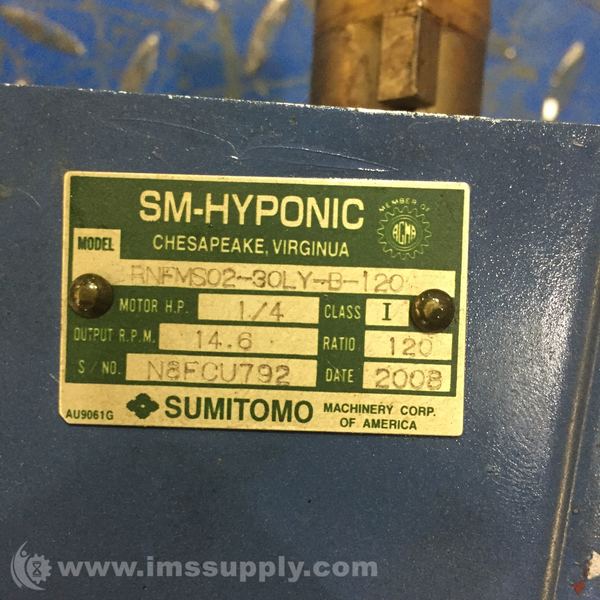 SM-HYPONIC
MEMBER OF
AGMA
MODEL
CHESAPEAKE, VIRGINUA
RNFMS02-30LY-B-120
MOTOR H.P. 1/4 CLASS I
OUTPUT R.P.M. 14.6 RATIO 120
S / NO. N8FCU792 DATE 2008
AU9061G SUMITOMO MACHINERY CORP.
OF AMERICA
www.imssupply.com